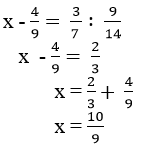 x - 4/9 = 3/7 : 9/14
x - 4/9 = 2/3
x = 2/3 + 4/9
x = 10/9